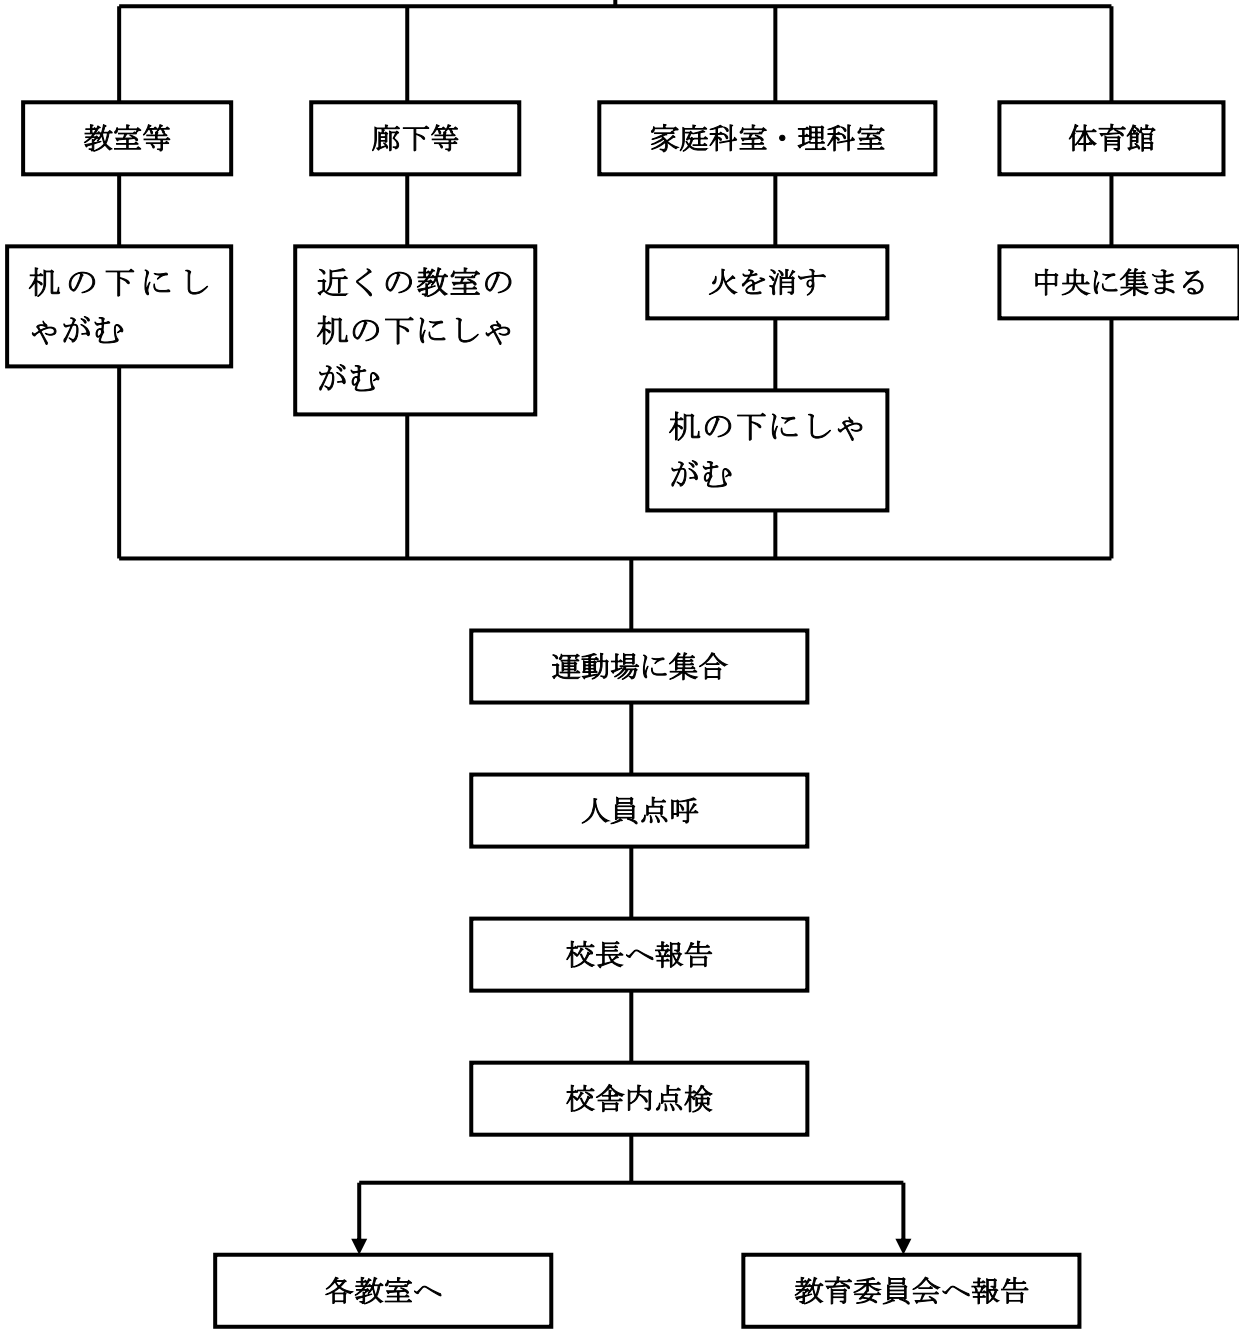 教室等
廊下等
家庭科室・理科室
体育館
机の下にし
ゃがむ
近くの教室の
机の下にしゃ
がむ
火を消す
中央に集まる
机の下にしゃ
がむ
運動場に集合
人員点呼
校長へ報告
校舎内点検
各教室へ
教育委員会へ報告